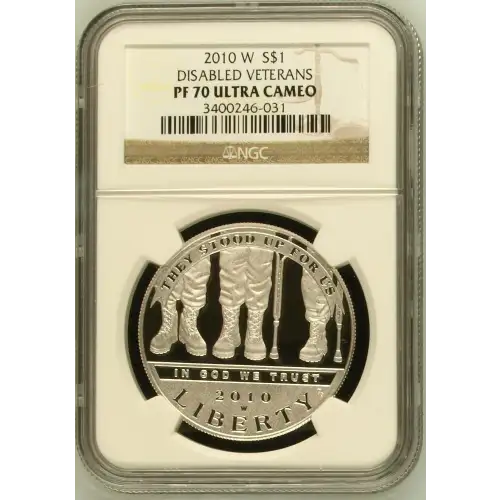 2010 W S$1
DISABLED VETERANS
PF 70 ULTRA CAMEO
3400246-031
NGC
THEY STOOD UP FOR US
IN GOD WE TRUST
2010
W
LIBERTY